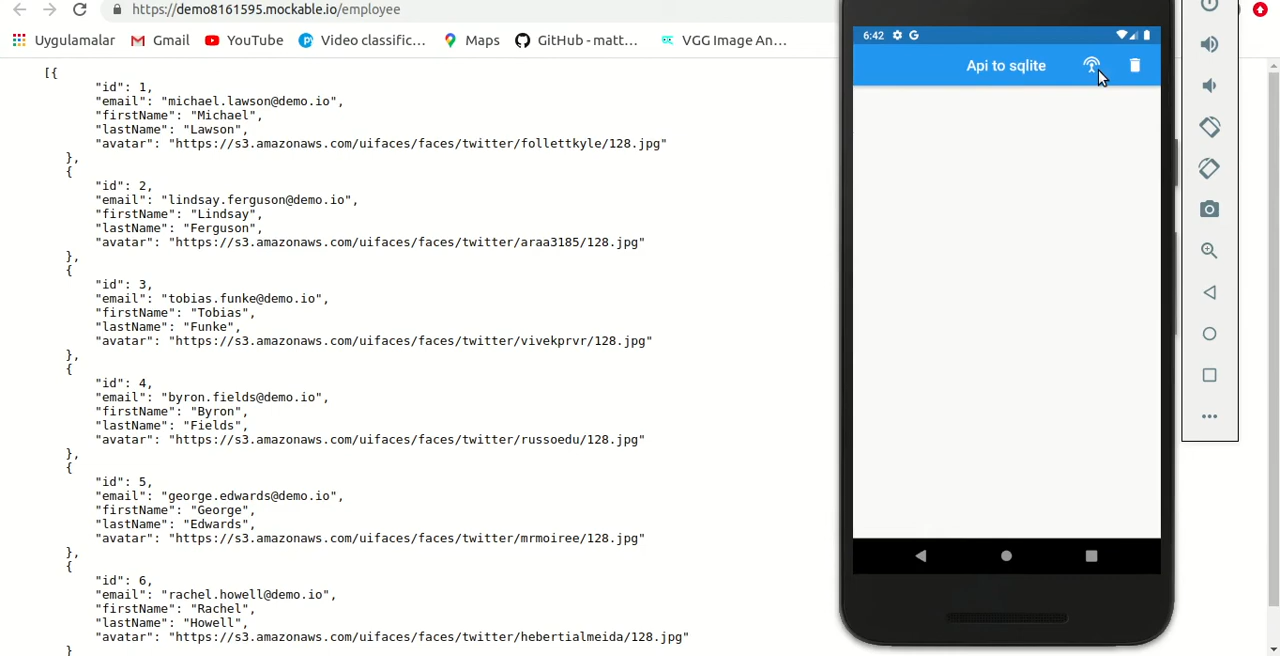 https://demo8161595.mockable.io/employee
Uygulamalar Gmail YouTube Video classific... Maps GitHub - matt... VGG Image An...
[{
"id": 1,
"email": "michael.lawson@demo.io",
"firstName": "Michael",
"lastName": "Lawson",
"avatar": "https://s3.amazonaws.com/uifaces/faces/twitter/follettkyle/128.jpg"
},
{
"id": 2,
"email": "lindsay.ferguson@demo.io",
"firstName": "Lindsay",
"lastName": "Ferguson",
"avatar": "https://s3.amazonaws.com/uifaces/faces/twitter/araa3185/128.jpg"
},
{
"id": 3,
"email": "tobias.funke@demo.io",
"firstName": "Tobias",
"lastName": "Funke",
"avatar": "https://s3.amazonaws.com/uifaces/faces/twitter/vivekprvr/128.jpg"
},
{
"id": 4,
"email": "byron.fields@demo.io",
"firstName": "Byron",
"lastName": "Fields",
"avatar": "https://s3.amazonaws.com/uifaces/faces/twitter/russoedu/128.jpg"
},
{
"id": 5,
"email": "george.edwards@demo.io",
"firstName": "George",
"lastName": "Edwards",
"avatar": "https://s3.amazonaws.com/uifaces/faces/twitter/mrmoiree/128.jpg"
},
{
"id": 6,
"email": "rachel.howell@demo.io",
"firstName": "Rachel",
"lastName": "Howell",
"avatar": "https://s3.amazonaws.com/uifaces/faces/twitter/hebertialmeida/128.jpg"
}
6:42 G
Api to sqlite